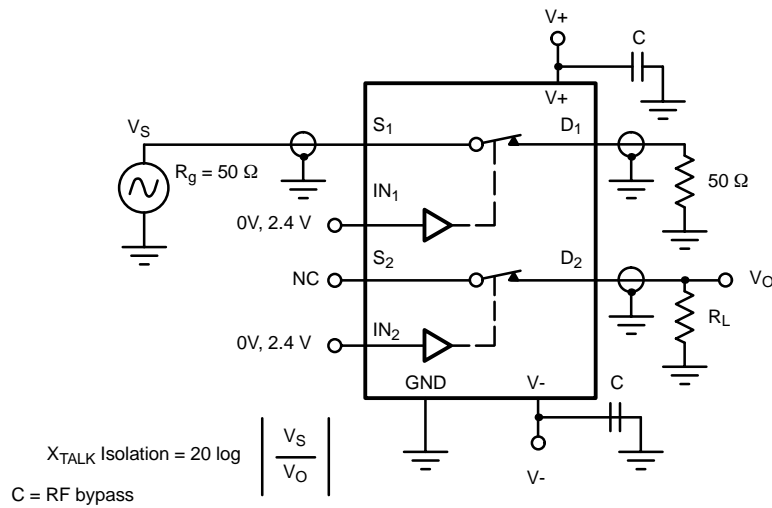 V+
C
V+
VS
S1
D1
Rg = 50 Ω
50 Ω
IN1
0V, 2.4 V
S2
D2
NC
VO
RL
IN2
0V, 2.4 V
GND
V-
C
XTALK Isolation = 20 log | VS / VO |
V-
C = RF bypass